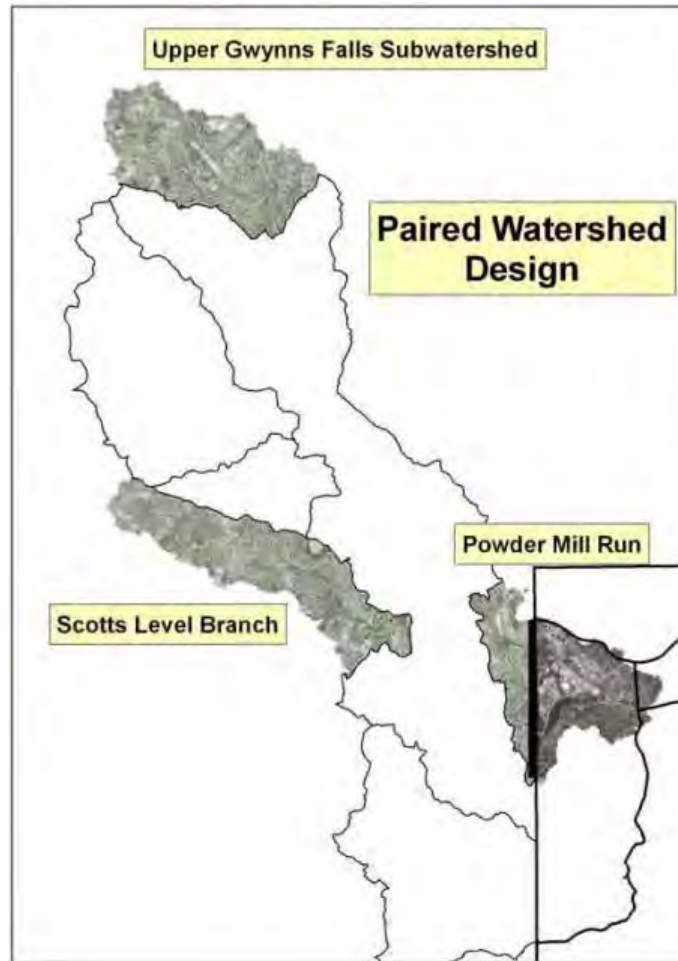 Upper Gwynns Falls Subwatershed
Paired Watershed
Design
Powder Mill Run
Scotts Level Branch